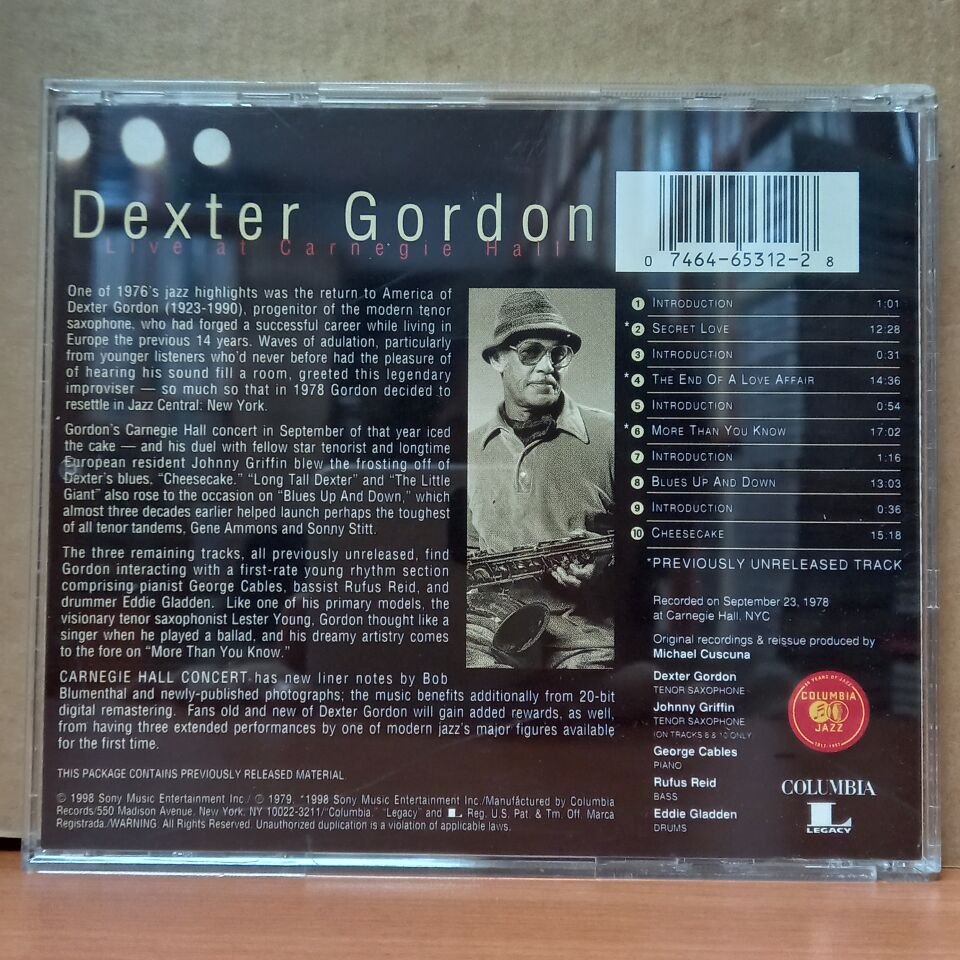 Dexter Gordon
Live at Carnegie Hall
0 7464-65312-2 8
One of 1976's jazz highlights was the return to America of
Dexter Gordon (1923-1990), progenitor of the modern tenor
saxophone, who had forged a successful career while living in
Europe the previous 14 years. Waves of adulation, particularly
from younger listeners who'd never before had the pleasure of
of hearing his sound fill a room, greeted this legendary
improviser — so much so that in 1978 Gordon decided to
resettle in Jazz Central: New York.
Gordon's Carnegie Hall concert in September of that year iced
the cake — and his duel with fellow star tenorist and longtime
European resident Johnny Griffin blew the frosting off of
Dexter's blues, "Cheesecake." "Long Tall Dexter" and "The Little
Giant" also rose to the occasion on "Blues Up And Down," which
almost three decades earlier helped launch perhaps the toughest
of all tenor tandems, Gene Ammons and Sonny Stitt.
The three remaining tracks, all previously unreleased, find
Gordon interacting with a first-rate young rhythm section
comprising pianist George Cables, bassist Rufus Reid, and
drummer Eddie Gladden. Like one of his primary models, the
visionary tenor saxophonist Lester Young, Gordon thought like a
singer when he played a ballad, and his dreamy artistry comes
to the fore on "More Than You Know."
CARNEGIE HALL CONCERT has new liner notes by Bob
Blumenthal and newly-published photographs; the music benefits additionally from 20-bit
digital remastering. Fans old and new of Dexter Gordon will gain added rewards, as well,
from having three extended performances by one of modern jazz's major figures available
for the first time.
THIS PACKAGE CONTAINS PREVIOUSLY RELEASED MATERIAL.
© 1998 Sony Music Entertainment Inc./ ℗ 1979, *1998 Sony Music Entertainment Inc./Manufactured by Columbia
Records/550 Madison Avenue, New York, NY 10022-3211/"Columbia," "Legacy" and L Reg. U.S. Pat. & Tm. Off. Marca
Registrada./WARNING: All Rights Reserved. Unauthorized duplication is a violation of applicable laws.
1 INTRODUCTION 1:01
*2 SECRET LOVE 12:28
3 INTRODUCTION 0:31
*4 THE END OF A LOVE AFFAIR 14:36
5 INTRODUCTION 0:54
*6 MORE THAN YOU KNOW 17:02
7 INTRODUCTION 1:16
8 BLUES UP AND DOWN 13:03
9 INTRODUCTION 0:36
10 CHEESECAKE 15:18
*PREVIOUSLY UNRELEASED TRACK
Recorded on September 23, 1978
at Carnegie Hall, NYC
Original recordings & reissue produced by
Michael Cuscuna
Dexter Gordon
TENOR SAXOPHONE
Johnny Griffin
TENOR SAXOPHONE
(ON TRACKS 8 & 10 ONLY
George Cables
PIANO
Rufus Reid
BASS
Eddie Gladden
DRUMS
COLUMBIA
JAZZ
COLUMBIA
L
LEGACY